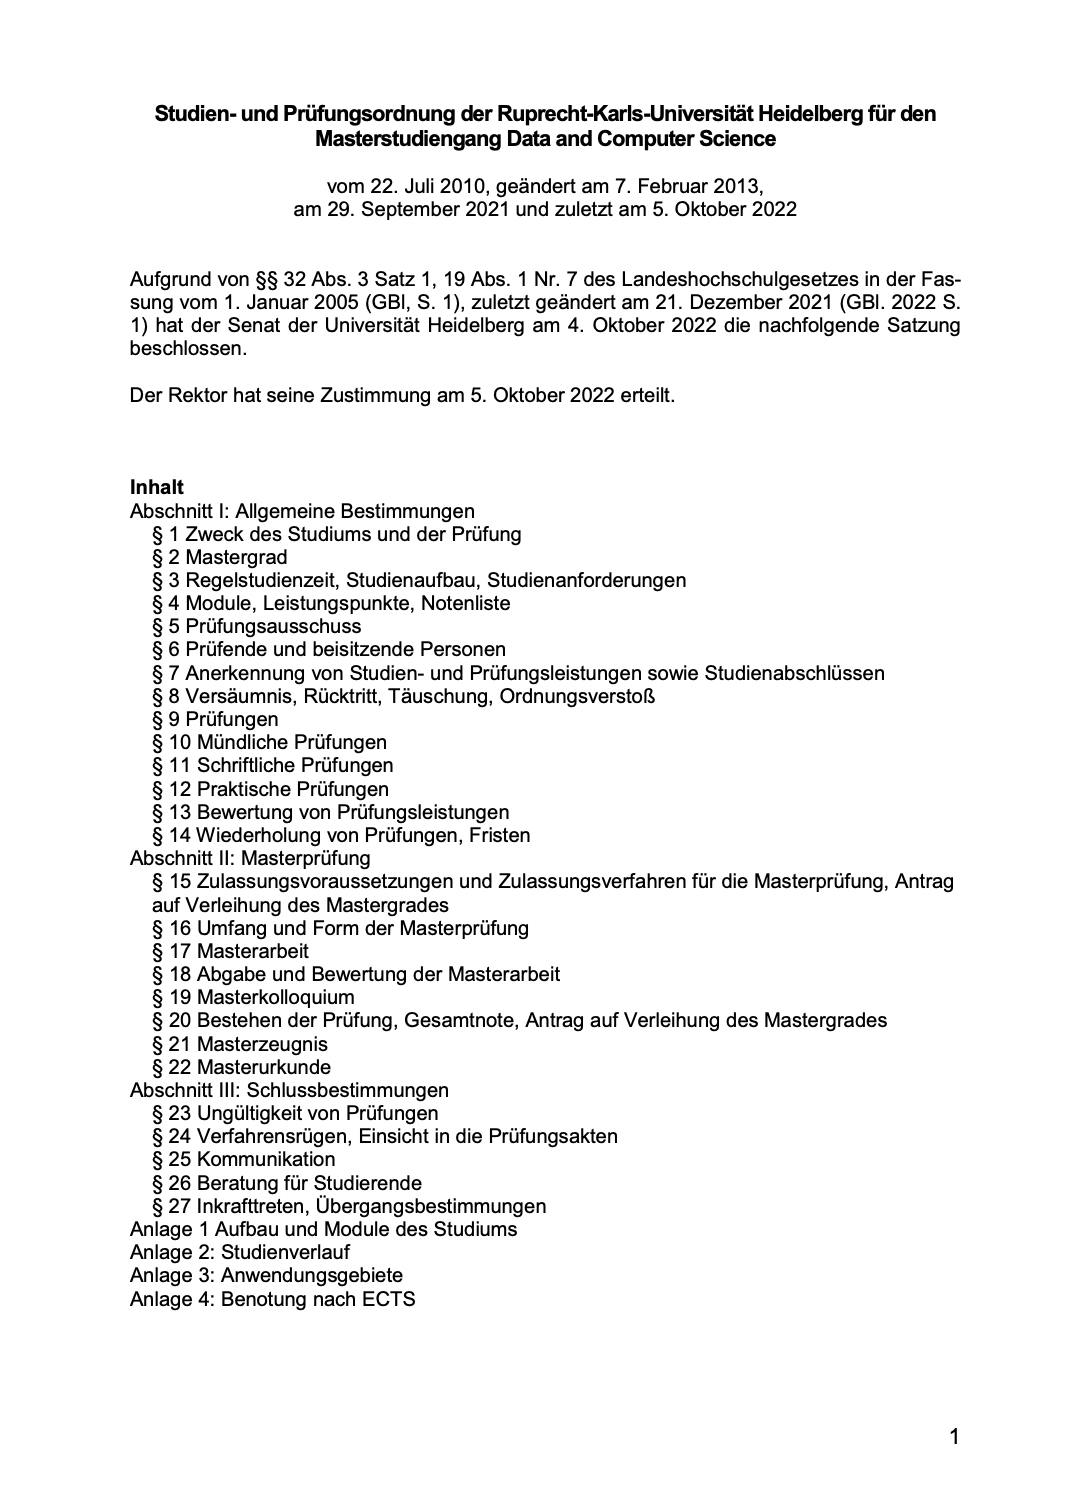 Studien- und Prüfungsordnung der Ruprecht-Karls-Universität Heidelberg für den
Masterstudiengang Data and Computer Science
vom 22. Juli 2010, geändert am 7. Februar 2013,
am 29. September 2021 und zuletzt am 5. Oktober 2022
Aufgrund von §§ 32 Abs. 3 Satz 1, 19 Abs. 1 Nr. 7 des Landeshochschulgesetzes in der Fas-
sung vom 1. Januar 2005 (GBl, S. 1), zuletzt geändert am 21. Dezember 2021 (GBl. 2022 S.
1) hat der Senat der Universität Heidelberg am 4. Oktober 2022 die nachfolgende Satzung
beschlossen.
Der Rektor hat seine Zustimmung am 5. Oktober 2022 erteilt.
Inhalt
Abschnitt I: Allgemeine Bestimmungen
§ 1 Zweck des Studiums und der Prüfung
§ 2 Mastergrad
§ 3 Regelstudienzeit, Studienaufbau, Studienanforderungen
§ 4 Module, Leistungspunkte, Notenliste
§ 5 Prüfungsausschuss
§ 6 Prüfende und beisitzende Personen
§ 7 Anerkennung von Studien- und Prüfungsleistungen sowie Studienabschlüssen
§ 8 Versäumnis, Rücktritt, Täuschung, Ordnungsverstoß
§ 9 Prüfungen
§ 10 Mündliche Prüfungen
§ 11 Schriftliche Prüfungen
§ 12 Praktische Prüfungen
§ 13 Bewertung von Prüfungsleistungen
§ 14 Wiederholung von Prüfungen, Fristen
Abschnitt II: Masterprüfung
§ 15 Zulassungsvoraussetzungen und Zulassungsverfahren für die Masterprüfung, Antrag
auf Verleihung des Mastergrades
§ 16 Umfang und Form der Masterprüfung
§ 17 Masterarbeit
§ 18 Abgabe und Bewertung der Masterarbeit
§ 19 Masterkolloquium
§ 20 Bestehen der Prüfung, Gesamtnote, Antrag auf Verleihung des Mastergrades
§ 21 Masterzeugnis
§ 22 Masterurkunde
Abschnitt III: Schlussbestimmungen
§ 23 Ungültigkeit von Prüfungen
§ 24 Verfahrensrügen, Einsicht in die Prüfungsakten
§ 25 Kommunikation
§ 26 Beratung für Studierende
§ 27 Inkrafttreten, Übergangsbestimmungen
Anlage 1 Aufbau und Module des Studiums
Anlage 2: Studienverlauf
Anlage 3: Anwendungsgebiete
Anlage 4: Benotung nach ECTS
1